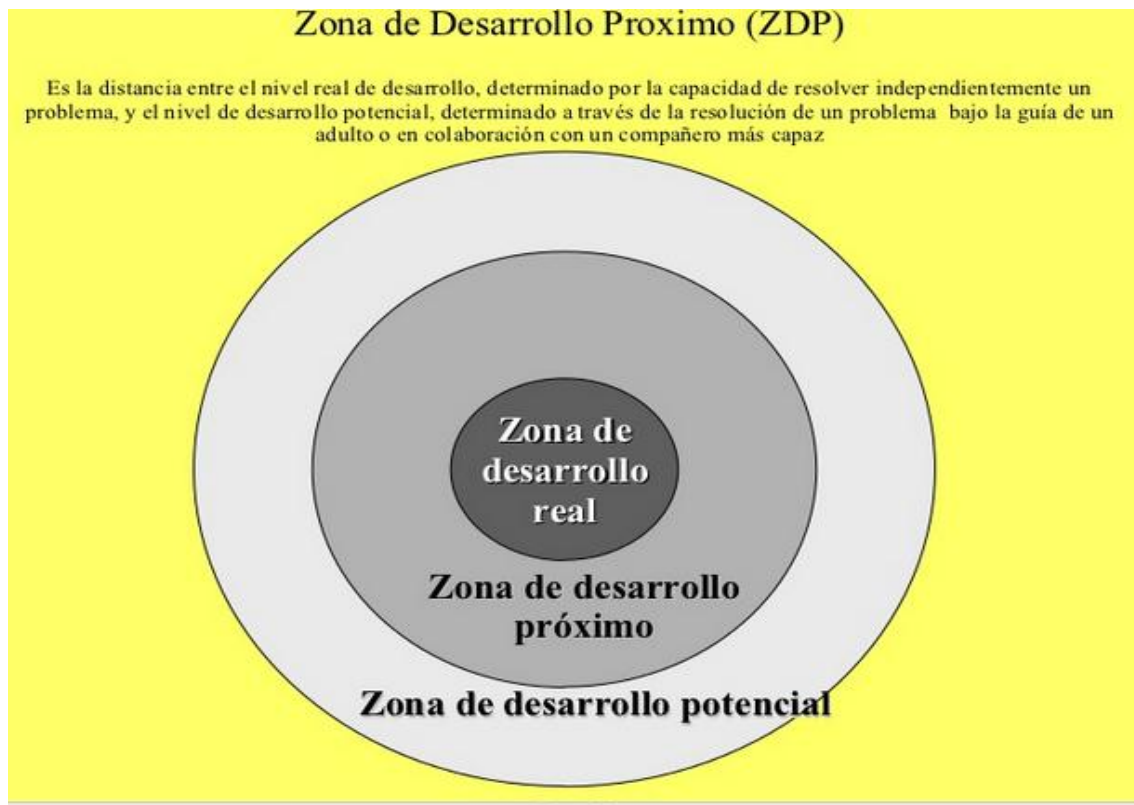 Zona de Desarrollo Proximo (ZDP)
Es la distancia entre el nivel real de desarrollo, determinado por la capacidad de resolver independientemente un
problema, y el nivel de desarrollo potencial, determinado a través de la resolución de un problema bajo la guía de un
adulto o en colaboración con un compañero más capaz
Zona de
desarrollo
real
Zona de desarrollo
próximo
Zona de desarrollo potencial